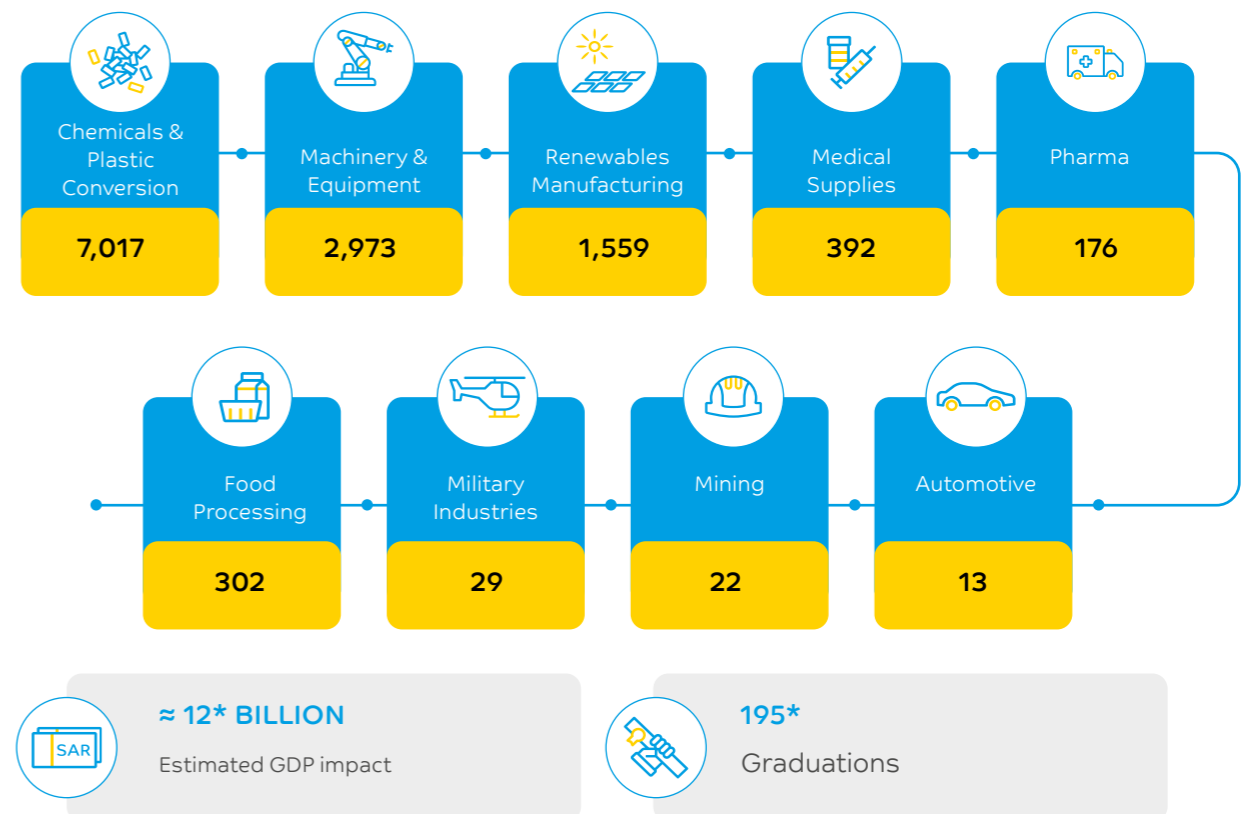 Chemicals &
Plastic
Conversion
7,017
Machinery &
Equipment
2,973
Renewables
Manufacturing
1,559
Medical
Supplies
392
Pharma
176
Food
Processing
302
Military
Industries
29
Mining
22
Automotive
13
SAR
≈ 12* BILLION
Estimated GDP impact
195*
Graduations